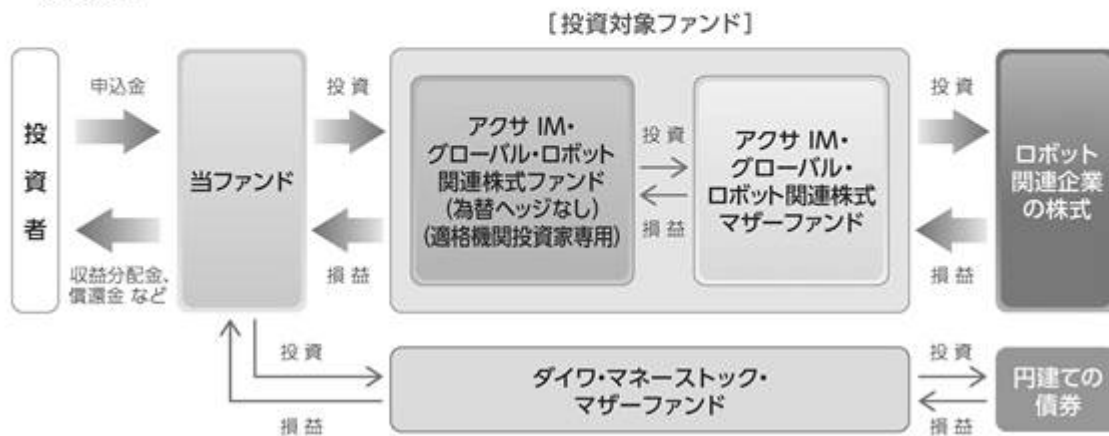 [投資対象ファンド]
投資者
申込金
収益分配金、
償還金 など
当ファンド
投資
損益
アクサ IM・
グローバル・ロボット
関連株式ファンド
(為替ヘッジなし)
(適格機関投資家専用)
投資
損益
アクサ IM・
グローバル・
ロボット関連株式
マザーファンド
投資
損益
ロボット
関連企業
の株式
投資
損益
ダイワ・マネーストック・
マザーファンド
投資
損益
円建ての
債券